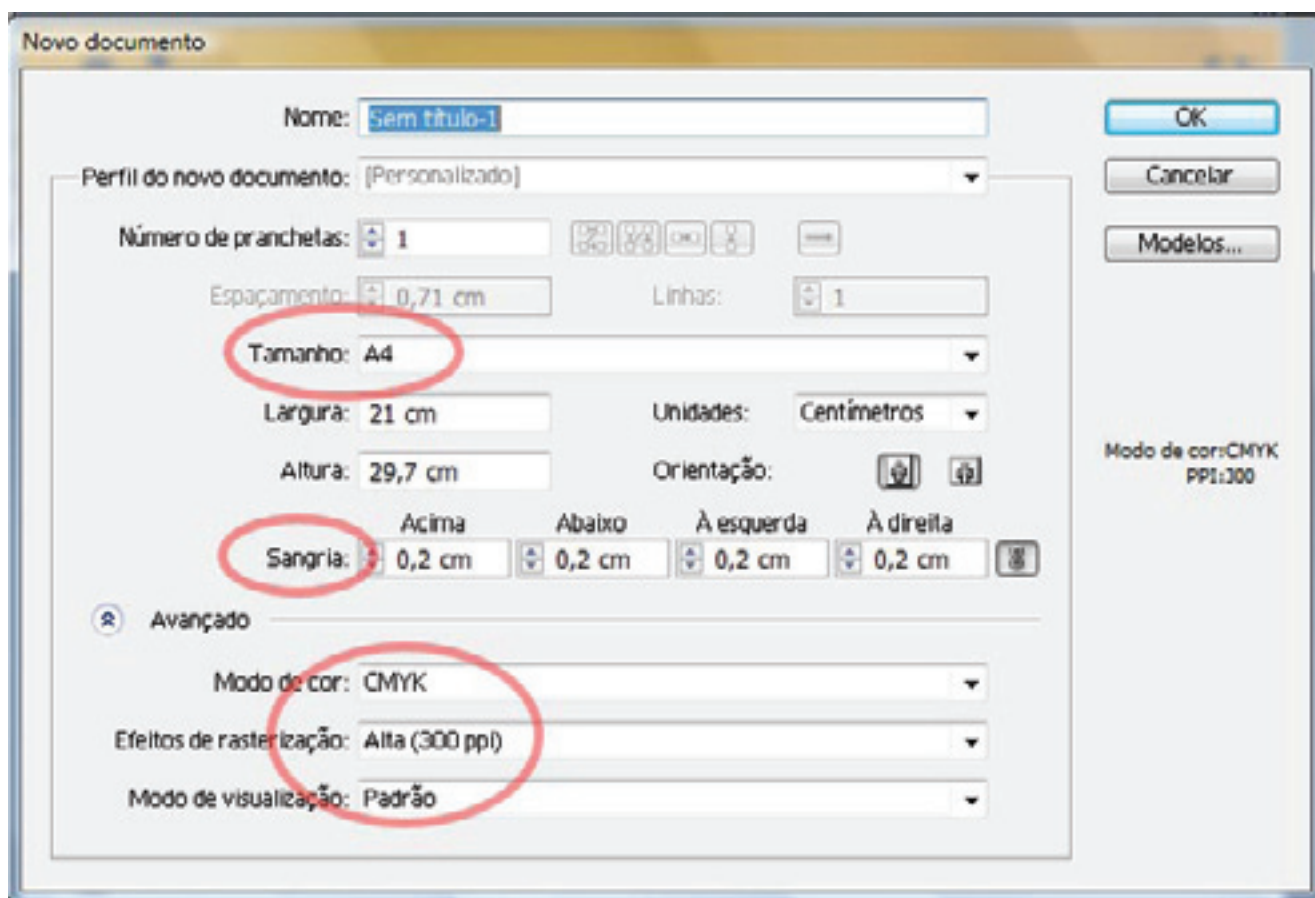 Novo documento
Nome: Sem título-1
OK
Perfil do novo documento: [Personalizado]
Cancelar
Número de pranchetas: 1
Modelos...
Espaçamento: 0,71 cm Linhas: 1
Tamanho: A4
Largura: 21 cm Unidades: Centímetros
Altura: 29,7 cm Orientação:
Modo de cor:CMYK
PPI:300
Acima Abaixo À esquerda À direita
Sangria: 0,2 cm 0,2 cm 0,2 cm 0,2 cm
Avançado
Modo de cor: CMYK
Efeitos de rasterização: Alta (300 ppi)
Modo de visualização: Padrão